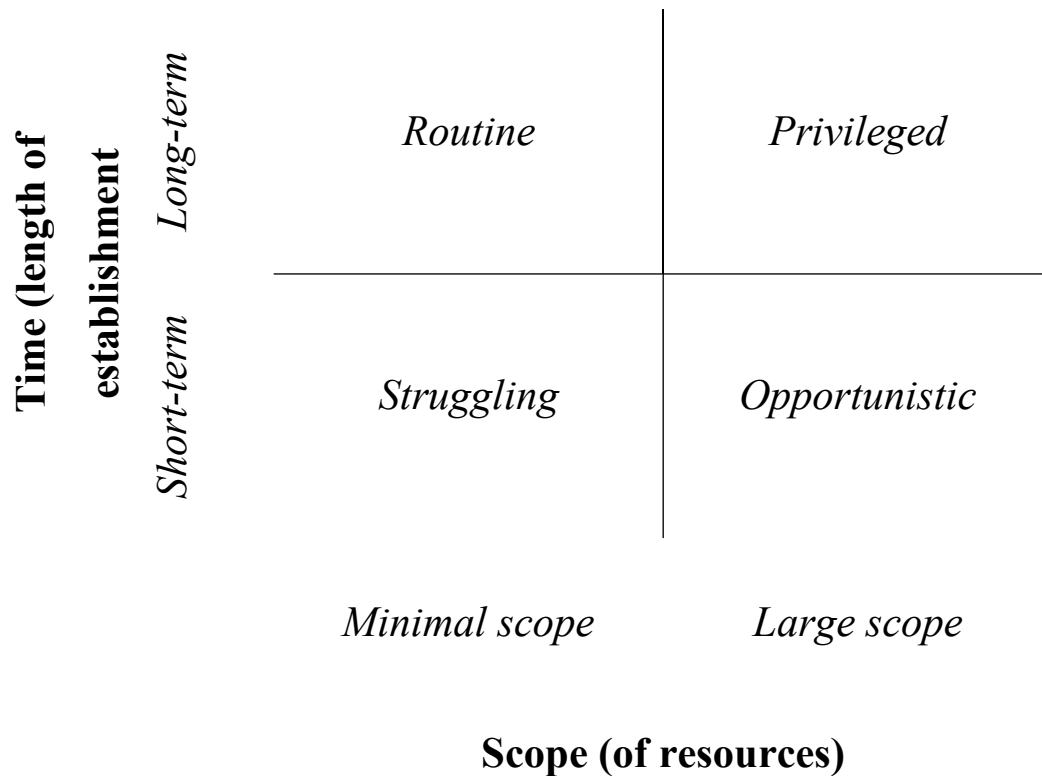 Time (length of
establishment
Long-term
Routine
Privileged
Short-term
Struggling
Opportunistic
Minimal scope
Large scope
Scope (of resources)